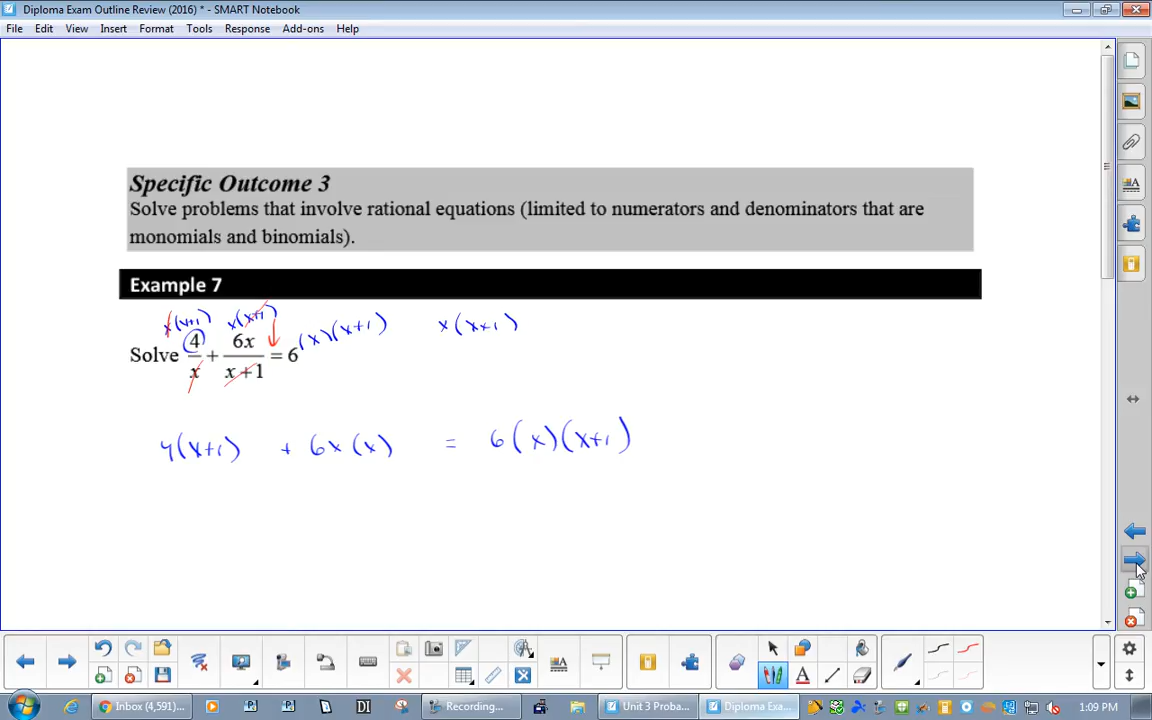 Diploma Exam Outline Review (2016) * - SMART Notebook
File Edit View Insert Format Tools Response Add-ons Help
Specific Outcome 3
Solve problems that involve rational equations (limited to numerators and denominators that are
monomials and binomials).
Example 7
x(x+1) x(x+1) x(x+1)
Solve 4/x + 6x/(x+1) = 6 (x)(x+1)
4(x+1) + 6x(x) = 6(x)(x+1)
Inbox (4,591)... Recording... Unit 3 Proba... Diploma Exa... 1:09 PM